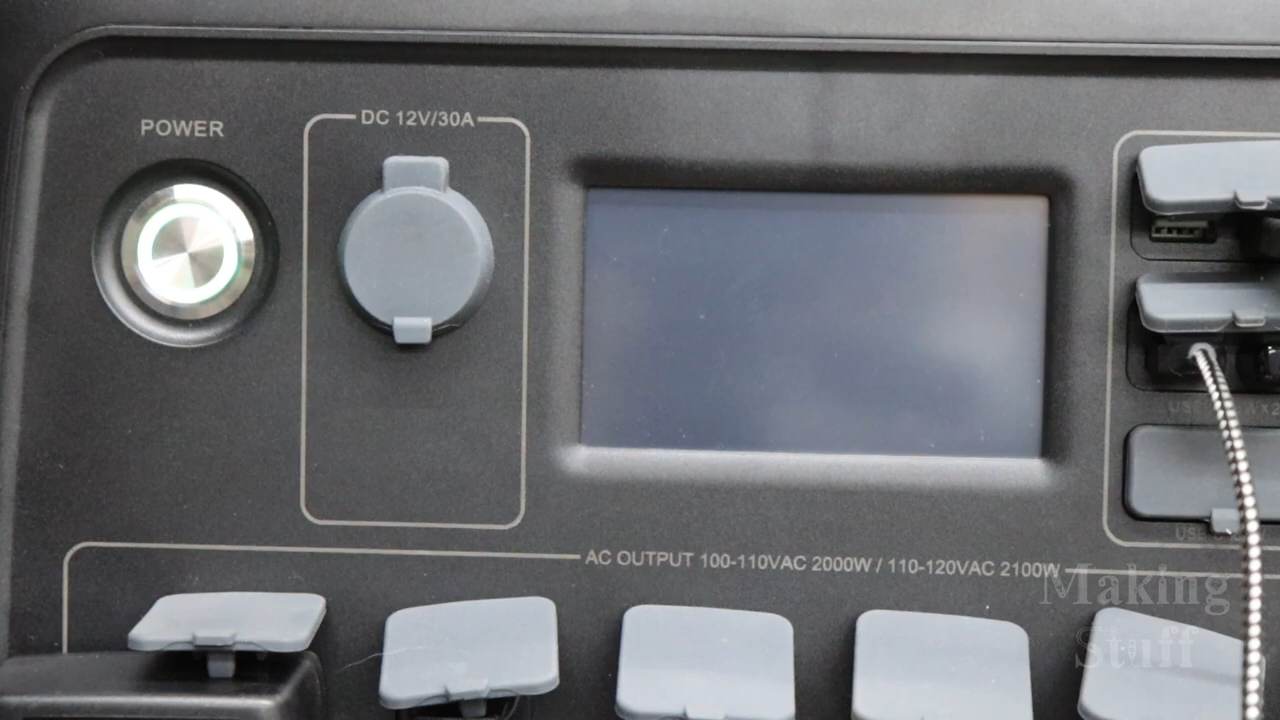 POWER
DC 12V/30A
AC OUTPUT 100-110VAC 2000W / 110-120VAC 2100W
Making
Stuff